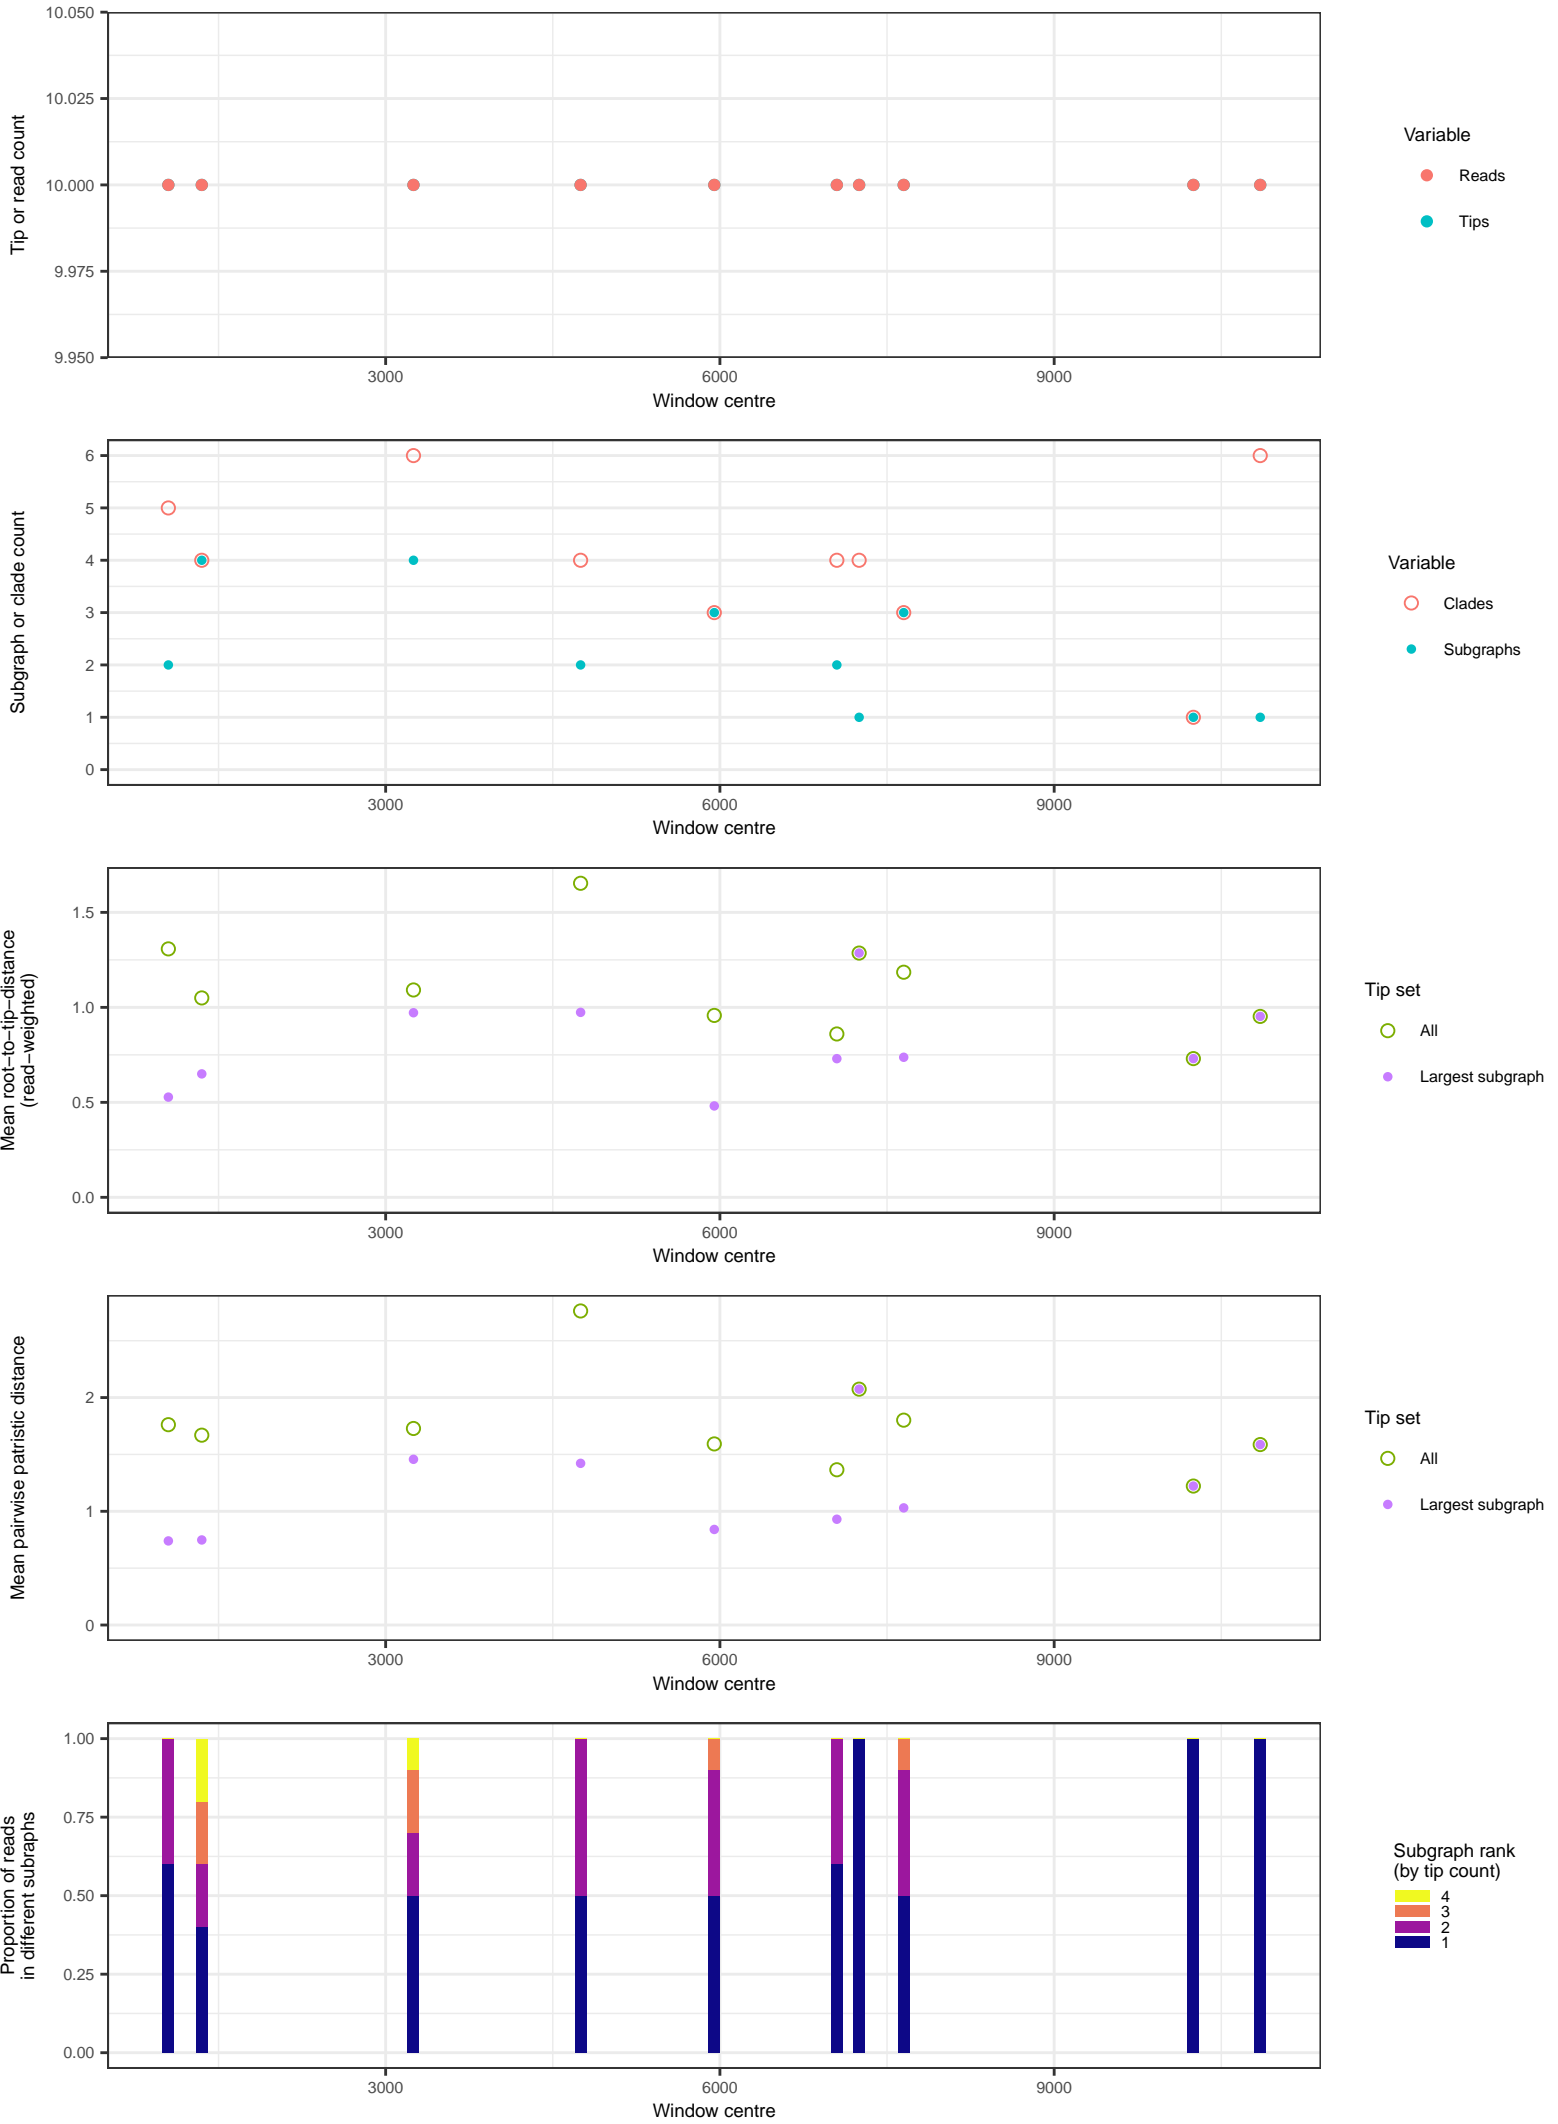 10.050
10.025
10.000
9.975
9.950
Tip or read count
3000
6000
9000
Window centre
Variable
Reads
Tips
6
5
4
3
2
1
0
Subgraph or clade count
3000
6000
9000
Window centre
Variable
Clades
Subgraphs
1.5
1.0
0.5
0.0
Mean root−to−tip−distance
(read−weighted)
3000
6000
9000
Window centre
Tip set
All
Largest subgraph
2
1
0
Mean pairwise patristic distance
3000
6000
9000
Window centre
Tip set
All
Largest subgraph
1.00
0.75
0.50
0.25
0.00
Proportion of reads
in different subraphs
3000
6000
9000
Window centre
Subgraph rank
(by tip count)
4
3
2
1